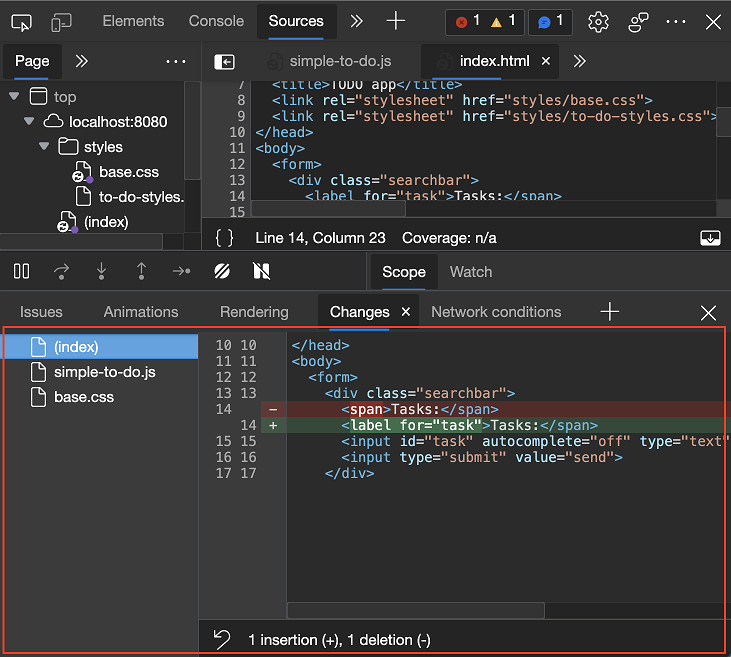 Elements Console Sources 1 1 1
Page simple-to-do.js index.html
top
localhost:8080
styles
base.css
to-do-styles.
(index)
7 <title>TODO app</title>
8 <link rel="stylesheet" href="styles/base.css">
9 <link rel="stylesheet" href="styles/to-do-styles.css">
10 </head>
11 <body>
12 <form>
13 <div class="searchbar">
14 <label for="task">Tasks:</span>
15
{ } Line 14, Column 23 Coverage: n/a
Scope Watch
Issues Animations Rendering Changes Network conditions
(index)
simple-to-do.js
base.css
10 10 </head>
11 11 <body>
12 12 <form>
13 13 <div class="searchbar">
14 - <span>Tasks:</span>
14 + <label for="task">Tasks:</span>
15 15 <input id="task" autocomplete="off" type="text"
16 16 <input type="submit" value="send">
17 17 </div>
1 insertion (+), 1 deletion (-)